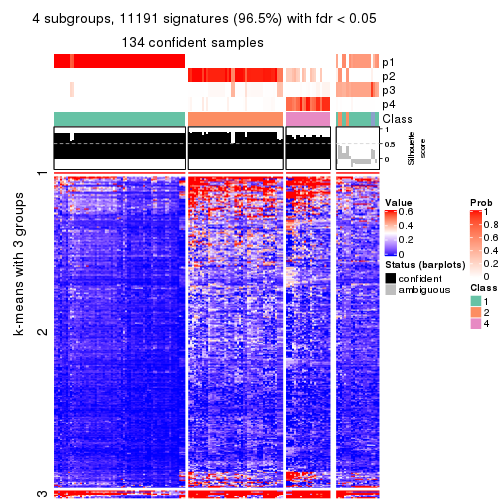 4 subgroups, 11191 signatures (96.5%) with fdr < 0.05
134 confident samples
p1
p2
p3
p4
Class
1
0.5
0
Silhouette
score
k-means with 3 groups
1
2
3
Value
0.6
0.4
0.2
0
Status (barplots)
confident
ambiguous
Prob
1
0.8
0.6
0.4
0.2
0
Class
1
2
4